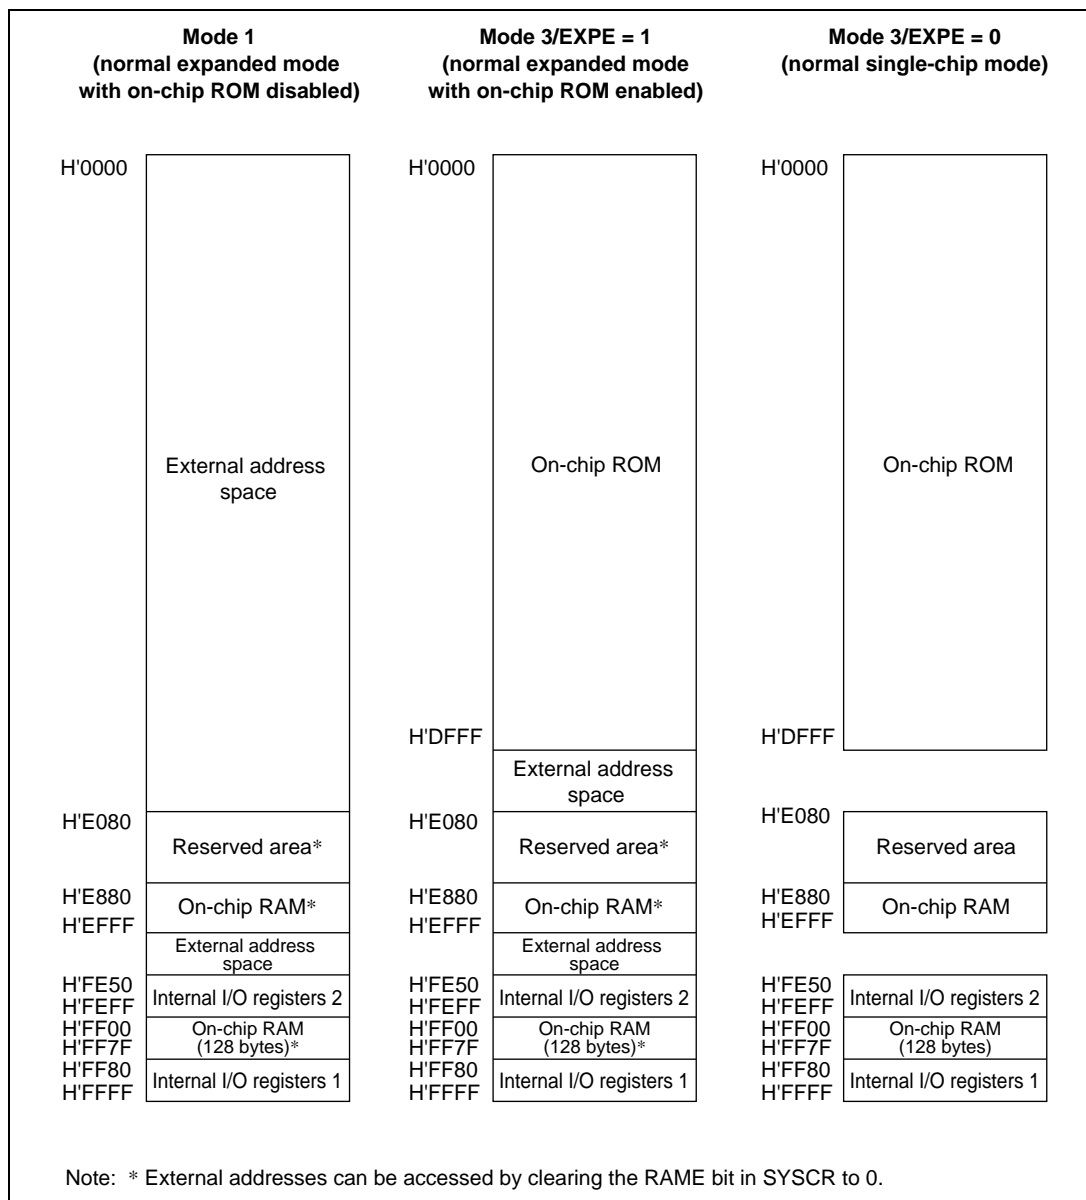 Mode 1
(normal expanded mode
with on-chip ROM disabled)
H'0000
External address
space
H'E080
Reserved area*
H'E880
On-chip RAM*
H'EFFF
External address
space
H'FE50
Internal I/O registers 2
H'FEFF
H'FF00
On-chip RAM
(128 bytes)*
H'FF7F
H'FF80
Internal I/O registers 1
H'FFFF
Mode 3/EXPE = 1
(normal expanded mode
with on-chip ROM enabled)
H'0000
On-chip ROM
H'DFFF
External address
space
H'E080
Reserved area*
H'E880
On-chip RAM*
H'EFFF
External address
space
H'FE50
Internal I/O registers 2
H'FEFF
H'FF00
On-chip RAM
(128 bytes)*
H'FF7F
H'FF80
Internal I/O registers 1
H'FFFF
Mode 3/EXPE = 0
(normal single-chip mode)
H'0000
On-chip ROM
H'DFFF
H'E080
Reserved area
H'E880
On-chip RAM
H'EFFF
H'FE50
Internal I/O registers 2
H'FEFF
H'FF00
On-chip RAM
(128 bytes)
H'FF7F
H'FF80
Internal I/O registers 1
H'FFFF
Note: * External addresses can be accessed by clearing the RAME bit in SYSCR to 0.